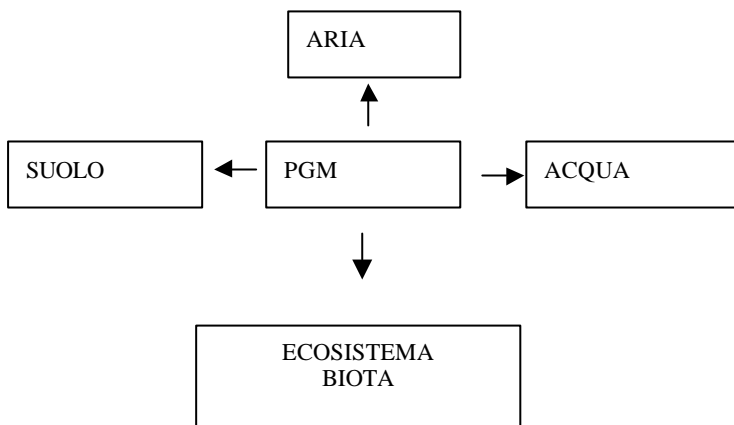 ARIA
SUOLO
PGM
ACQUA
ECOSISTEMA
BIOTA